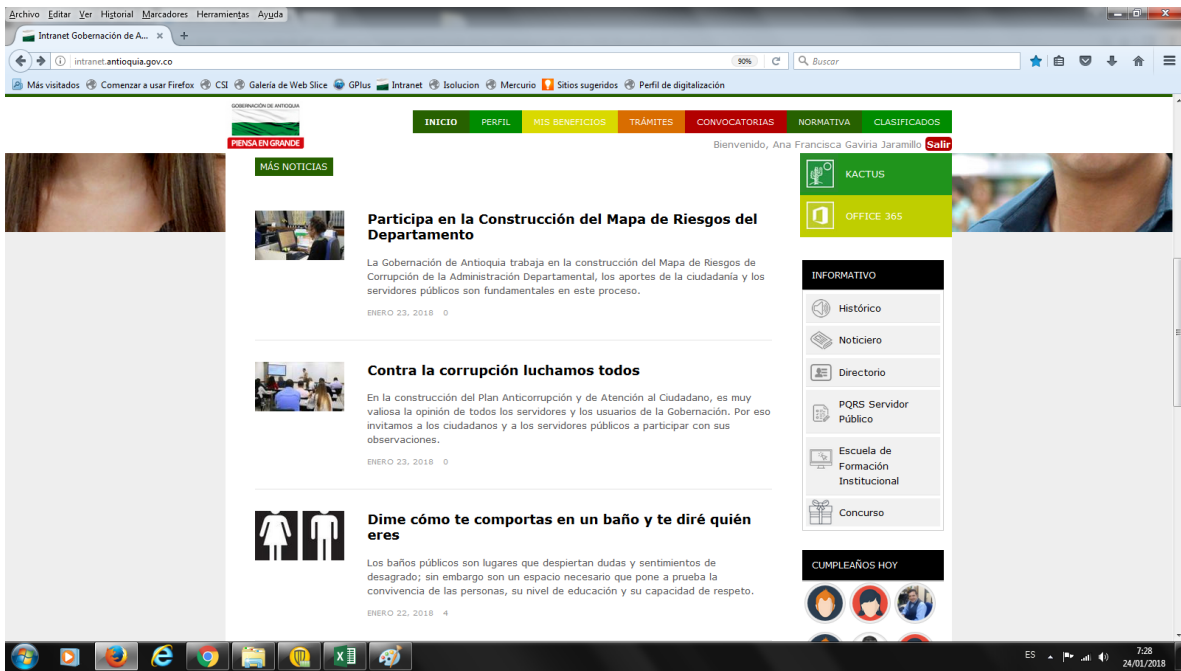 Archivo Editar Ver Historial Marcadores Herramientas Ayuda
Intranet Gobernación de A... × +
intranet.antioquia.gov.co 90% Buscar
Más visitados Comenzar a usar Firefox CSI Galería de Web Slice GPlus Intranet Isolucion Mercurio Sitios sugeridos Perfil de digitalización
GOBERNACIÓN DE ANTIOQUIA
PIENSA EN GRANDE
INICIO PERFIL MIS BENEFICIOS TRÁMITES CONVOCATORIAS NORMATIVA CLASIFICADOS
Bienvenido, Ana Francisca Gaviria Jaramillo Salir
MÁS NOTICIAS
Participa en la Construcción del Mapa de Riesgos del
Departamento
La Gobernación de Antioquia trabaja en la construcción del Mapa de Riesgos de
Corrupción de la Administración Departamental, los aportes de la ciudadanía y los
servidores públicos son fundamentales en este proceso.
ENERO 23, 2018 0
Contra la corrupción luchamos todos
En la construcción del Plan Anticorrupción y de Atención al Ciudadano, es muy
valiosa la opinión de todos los servidores y los usuarios de la Gobernación. Por eso
invitamos a los ciudadanos y a los servidores públicos a participar con sus
observaciones.
ENERO 23, 2018 0
Dime cómo te comportas en un baño y te diré quién
eres
Los baños públicos son lugares que despiertan dudas y sentimientos de
desagrado; sin embargo son un espacio necesario que pone a prueba la
convivencia de las personas, su nivel de educación y su capacidad de respeto.
ENERO 22, 2018 4
KACTUS
OFFICE 365
INFORMATIVO
Histórico
Noticiero
Directorio
PQRS Servidor
Público
Escuela de
Formación
Institucional
Concurso
CUMPLEAÑOS HOY
ES
7:28
24/01/2018